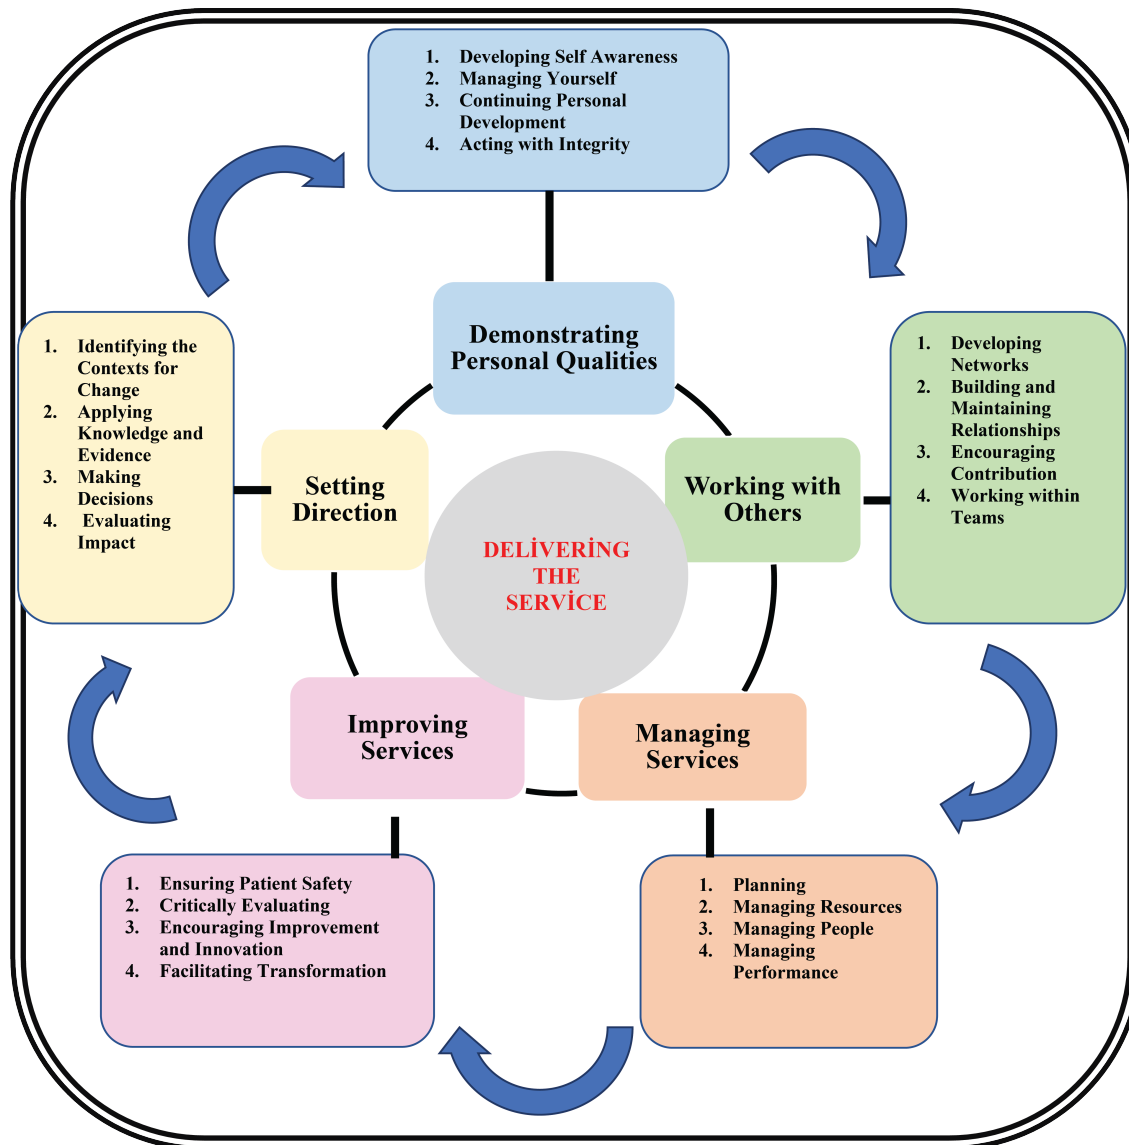 1. Developing Self Awareness
2. Managing Yourself
3. Continuing Personal
Development
4. Acting with Integrity
Demonstrating
Personal Qualities
1. Identifying the
Contexts for
Change
2. Applying
Knowledge and
Evidence
3. Making
Decisions
4. Evaluating
Impact
Setting
Direction
Working with
Others
1. Developing
Networks
2. Building and
Maintaining
Relationships
3. Encouraging
Contribution
4. Working within
Teams
DELİVERİNG
THE
SERVİCE
Improving
Services
Managing
Services
1. Ensuring Patient Safety
2. Critically Evaluating
3. Encouraging Improvement
and Innovation
4. Facilitating Transformation
1. Planning
2. Managing Resources
3. Managing People
4. Managing
Performance